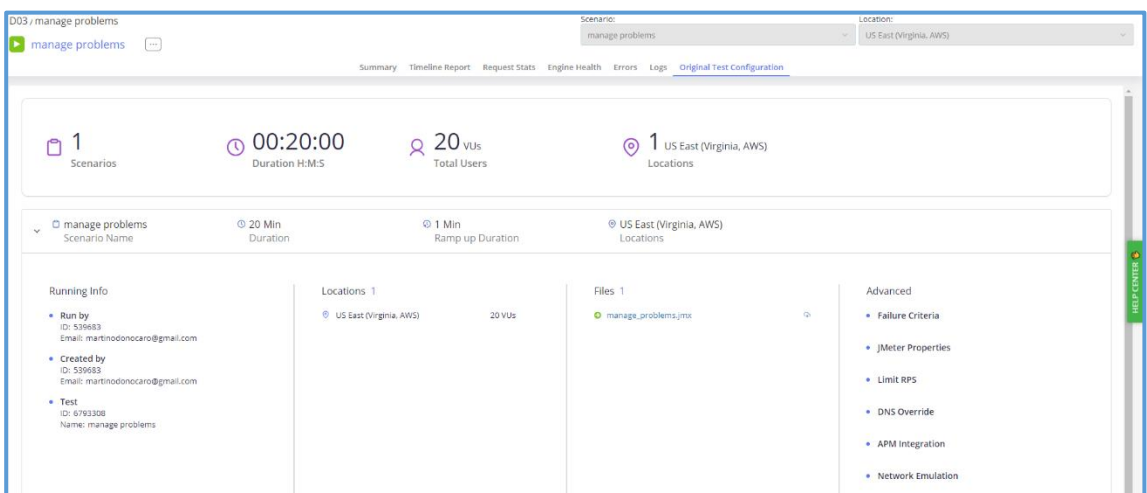 D03 / manage problems
Scenario:
Location:
manage problems
US East (Virginia, AWS)
manage problems ...
Summary Timeline Report Request Stats Engine Health Errors Logs Original Test Configuration
1
Scenarios
00:20:00
Duration H:M:S
20 VUs
Total Users
1 US East (Virginia, AWS)
Locations
manage problems
Scenario Name
20 Min
Duration
1 Min
Ramp up Duration
US East (Virginia, AWS)
Locations
Running Info
• Run by
ID: 539683
Email: martinodonocaro@gmail.com
• Created by
ID: 539683
Email: martinodonocaro@gmail.com
• Test
ID: 6793308
Name: manage problems
Locations 1
US East (Virginia, AWS) 20 VUs
Files 1
manage_problems.jmx
Advanced
• Failure Criteria
• JMeter Properties
• Limit RPS
• DNS Override
• APM Integration
• Network Emulation
HELP CENTER